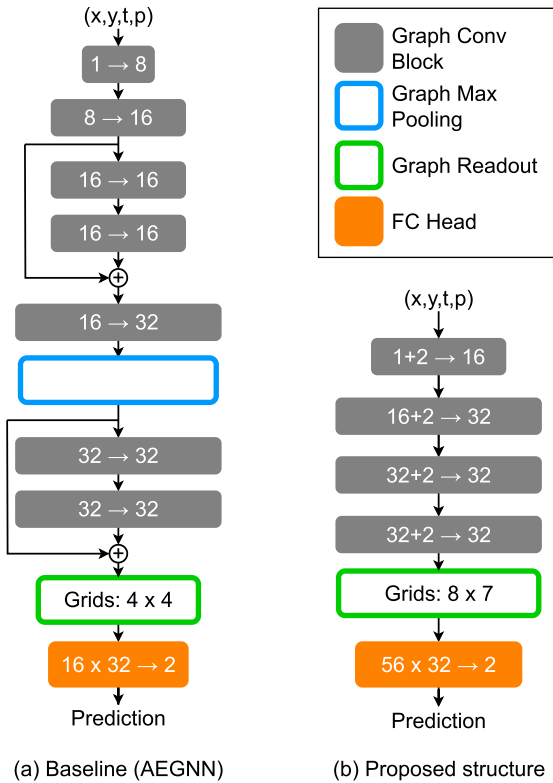 (x,y,t,p)
1 → 8
8 → 16
16 → 16
16 → 16
+
16 → 32
32 → 32
32 → 32
+
Grids: 4 x 4
16 x 32 → 2
Prediction
(a) Baseline (AEGNN)
Graph Conv
Block
Graph Max
Pooling
Graph Readout
FC Head
(x,y,t,p)
1+2 → 16
16+2 → 32
32+2 → 32
32+2 → 32
Grids: 8 x 7
56 x 32 → 2
Prediction
(b) Proposed structure